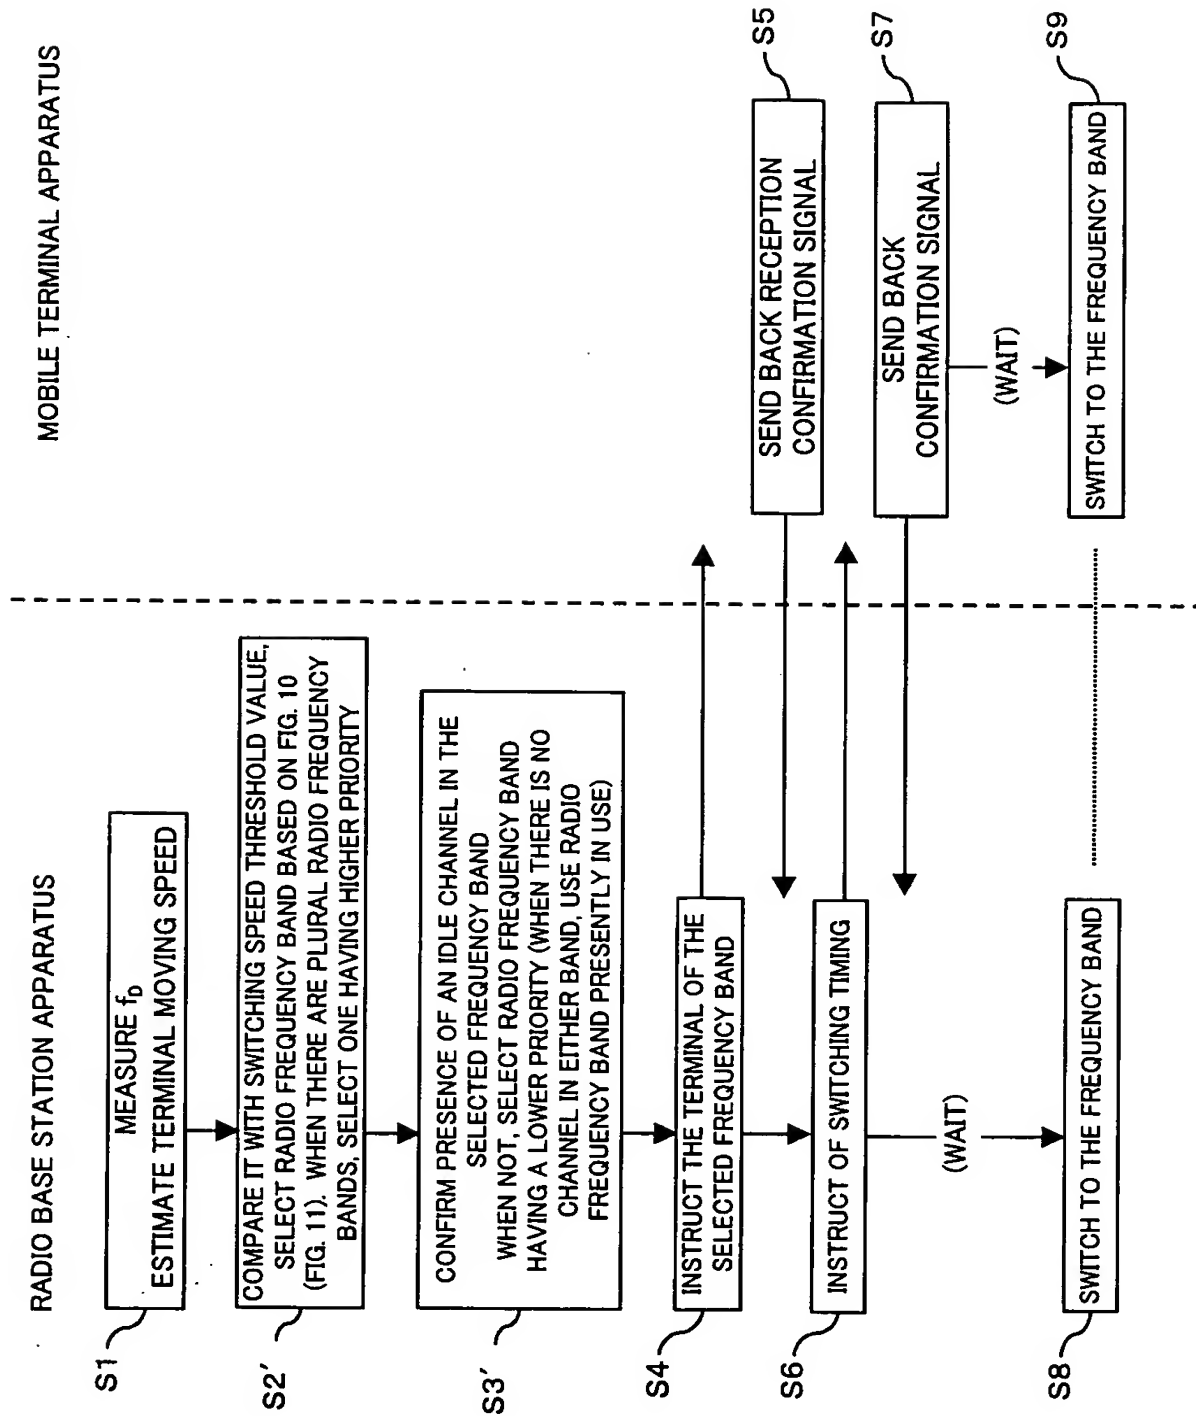 RADIO BASE STATION APPARATUS
MOBILE TERMINAL APPARATUS
S1
MEASURE fD
ESTIMATE TERMINAL MOVING SPEED
S2'
COMPARE IT WITH SWITCHING SPEED THRESHOLD VALUE,
SELECT RADIO FREQUENCY BAND BASED ON FIG. 10
(FIG. 11). WHEN THERE ARE PLURAL RADIO FREQUENCY
BANDS, SELECT ONE HAVING HIGHER PRIORITY
S3'
CONFIRM PRESENCE OF AN IDLE CHANNEL IN THE
SELECTED FREQUENCY BAND
WHEN NOT, SELECT RADIO FREQUENCY BAND
HAVING A LOWER PRIORITY (WHEN THERE IS NO
CHANNEL IN EITHER BAND, USE RADIO
FREQUENCY BAND PRESENTLY IN USE)
S4
INSTRUCT THE TERMINAL OF THE
SELECTED FREQUENCY BAND
SEND BACK RECEPTION
CONFIRMATION SIGNAL
S5
S6
INSTRUCT OF SWITCHING TIMING
SEND BACK
CONFIRMATION SIGNAL
S7
(WAIT)
(WAIT)
S8
SWITCH TO THE FREQUENCY BAND
SWITCH TO THE FREQUENCY BAND
S9